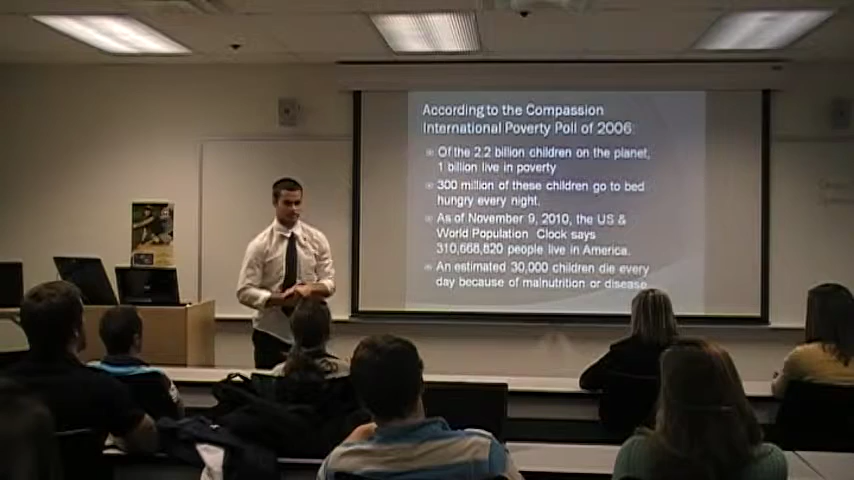 According to the Compassion
International Poverty Poll of 2006:
Of the 2.2 billion children on the planet,
1 billion live in poverty
300 million of these children go to bed
hungry every night.
As of November 9, 2010, the US &
World Population Clock says
310,668,820 people live in America.
An estimated 30,000 children die every
day because of malnutrition or disease.